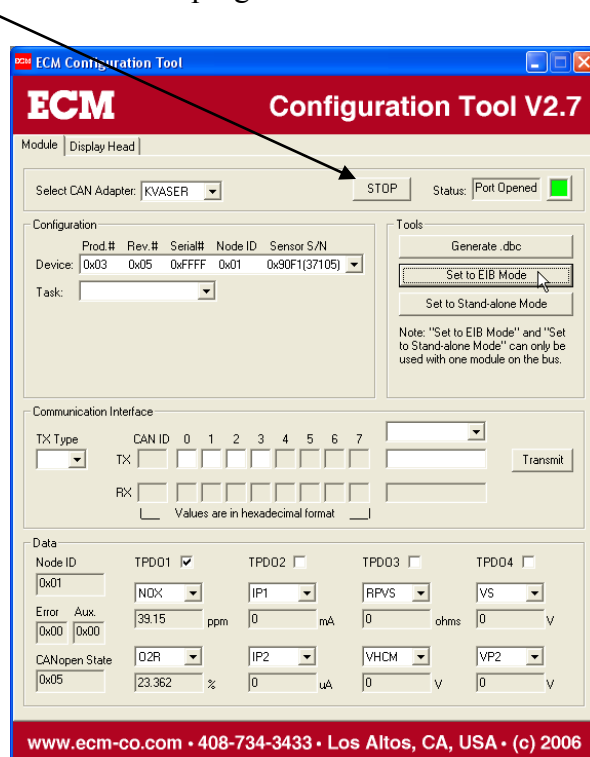 ECM Configuration Tool
ECM Configuration Tool V2.7
Module Display Head
Select CAN Adapter: KVASER STOP Status: Port Opened
Configuration
Prod.# Rev.# Serial# Node ID Sensor S/N
Device: 0x03 0x05 0xFFFF 0x01 0x90F1(37105)
Task:
Tools
Generate .dbc
Set to EIB Mode
Set to Stand-alone Mode
Note: "Set to EIB Mode" and "Set
to Stand-alone Mode" can only be
used with one module on the bus.
Communication Interface
TX Type CAN ID 0 1 2 3 4 5 6 7
TX Transmit
RX
Values are in hexadecimal format
Data
Node ID TPDO1 TPDO2 TPDO3 TPDO4
0x01
NOX IP1 RPVS VS
Error Aux. 39.15 ppm 0 mA 0 ohms 0 V
0x00 0x00
CANopen State O2R IP2 VHCM VP2
0x05 23.362 % 0 uA 0 V 0 V
www.ecm-co.com • 408-734-3433 • Los Altos, CA, USA • (c) 2006